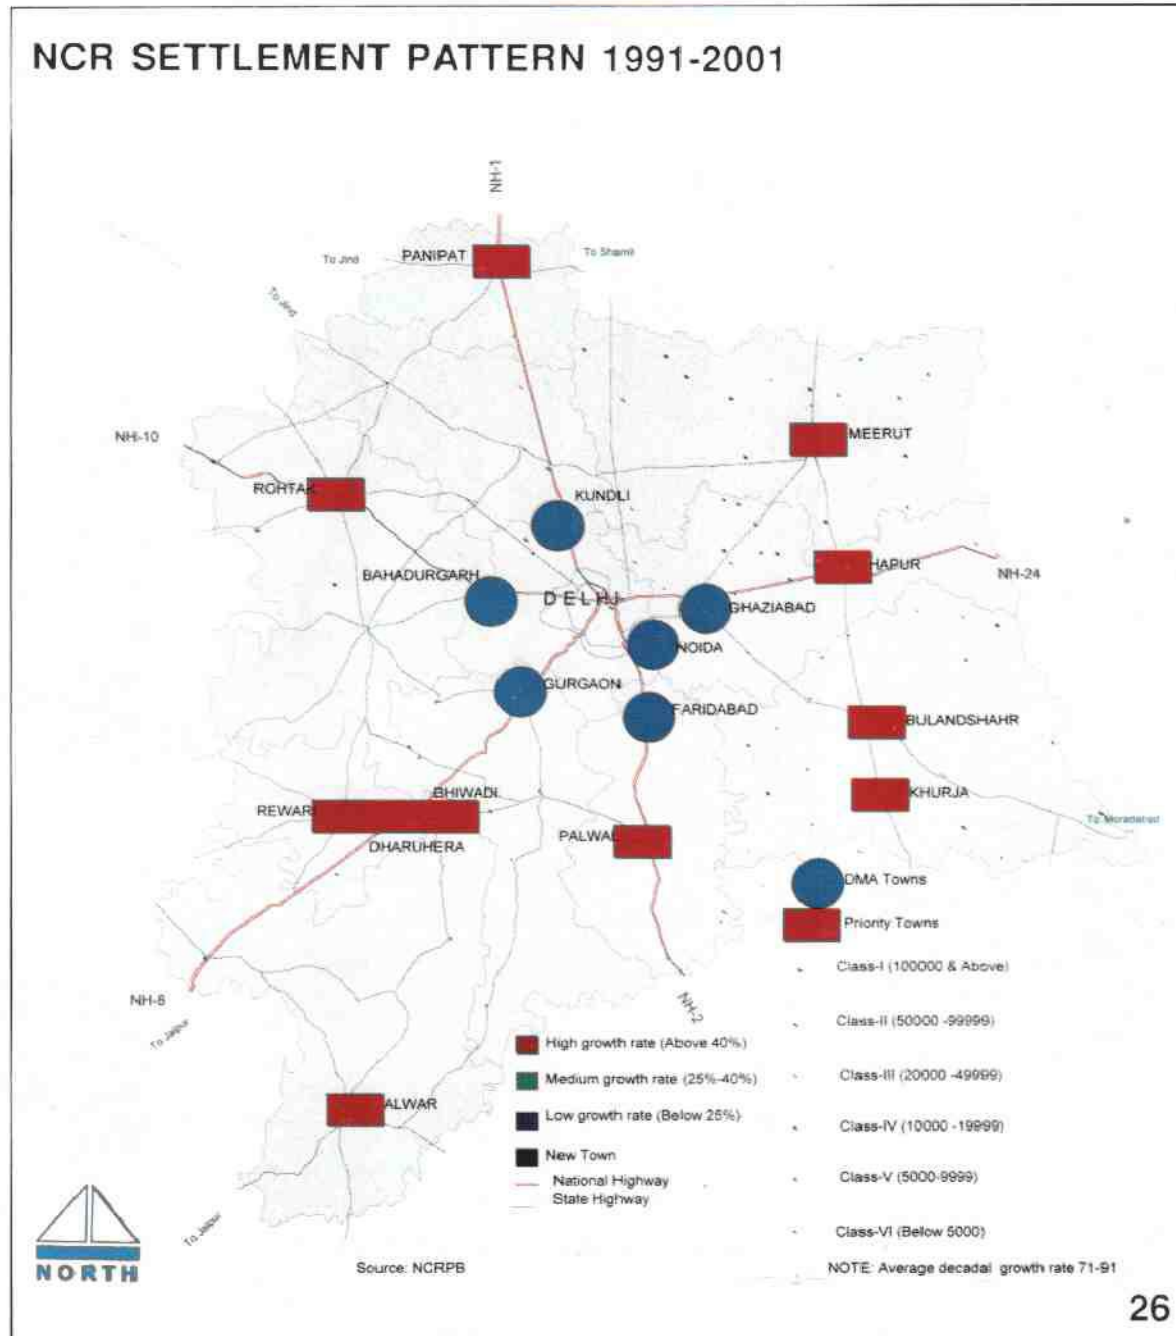 NCR SETTLEMENT PATTERN 1991-2001
NH-1
PANIPAT
To Jind
To Shamli
To Jind
NH-10
MEERUT
ROHTAK
KUNDLI
BAHADURGARH
DELHI
HAPUR
NH-24
GHAZIABAD
NOIDA
GURGAON
FARIDABAD
BULANDSHAHR
BHIWADI
KHURJA
REWARI
DHARUHERA
PALWAL
To Moradabad
DMA Towns
Priority Towns
Class-I (100000 & Above)
NH-8
NH-2
To Jaipur
Class-II (50000 -99999)
High growth rate (Above 40%)
Medium growth rate (25%-40%)
Class-III (20000 -49999)
ALWAR
Low growth rate (Below 25%)
Class-IV (10000 -19999)
New Town
National Highway
State Highway
Class-V (5000-9999)
To Jaipur
Class-VI (Bellow 5000)
NORTH
Source: NCRPB
NOTE: Average decadal growth rate 71-91
26